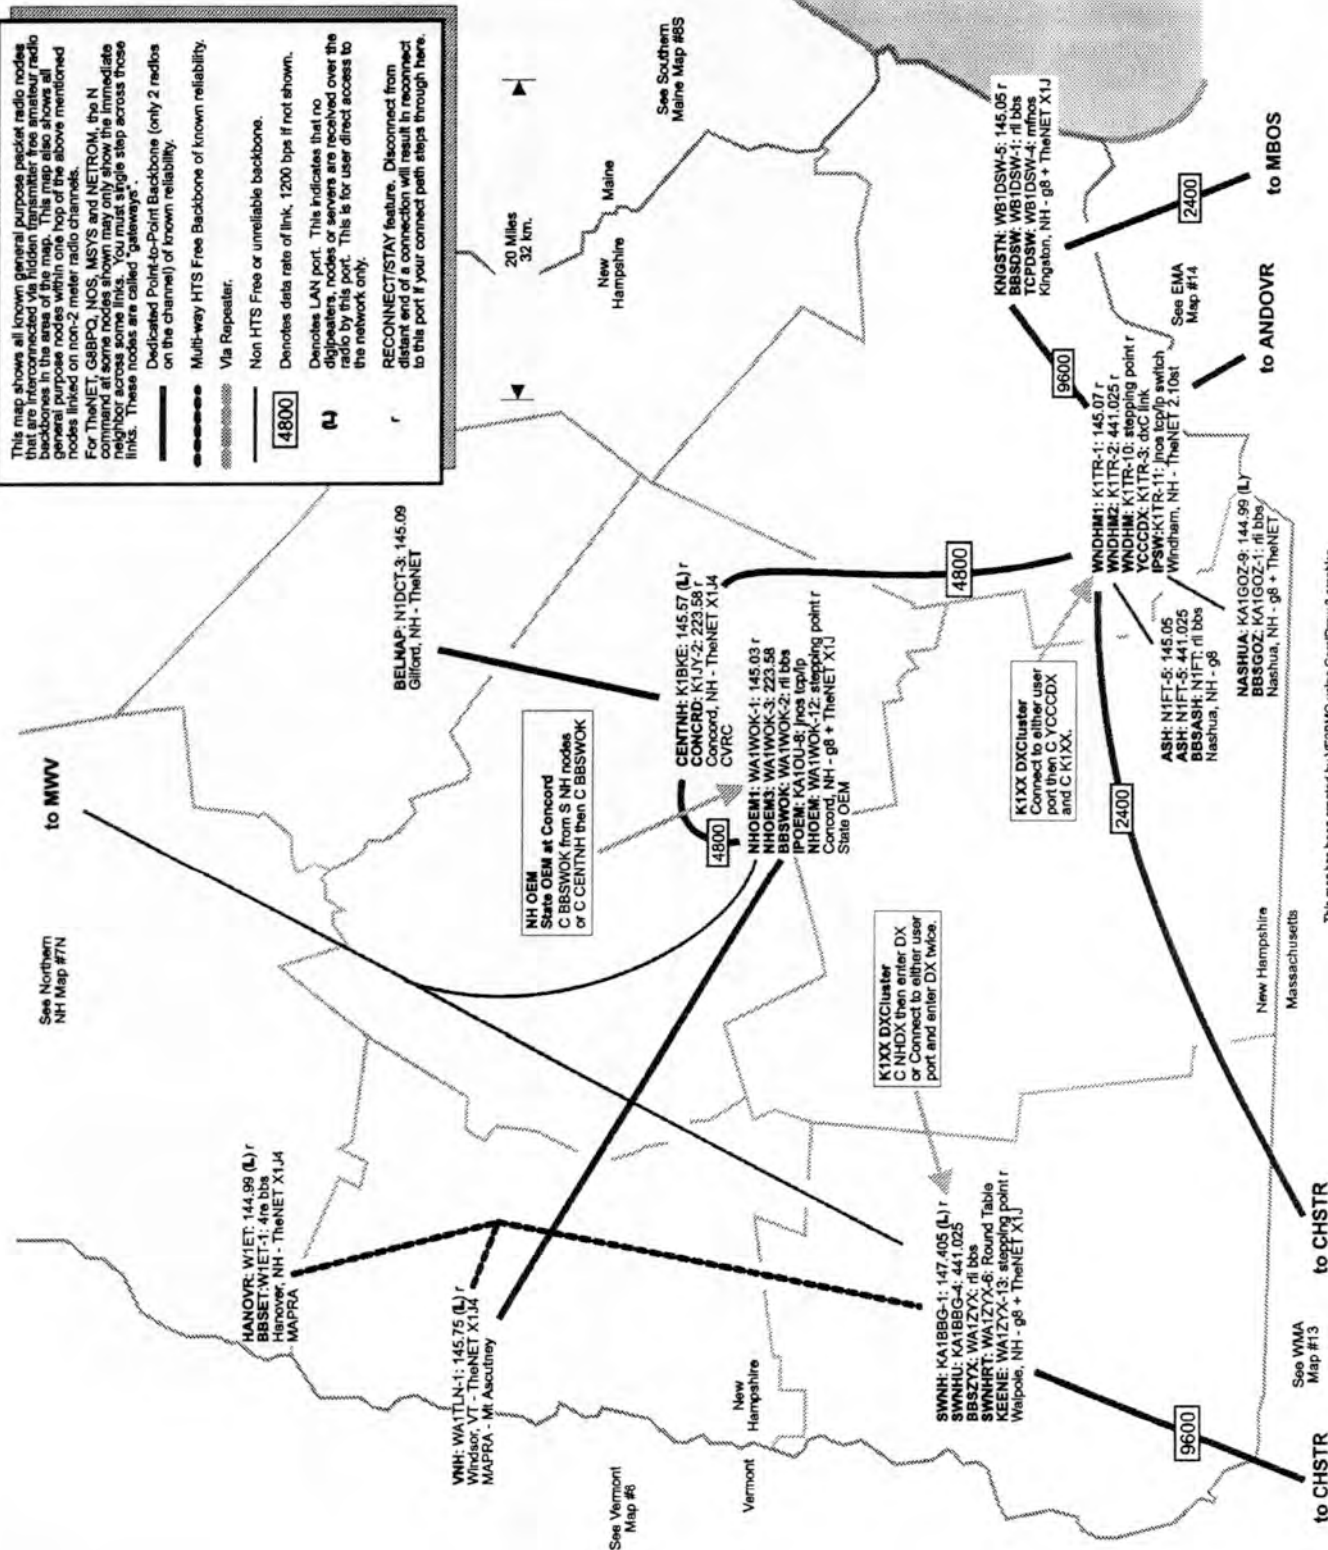 This map shows all known general purpose packet radio nodes
that are interconnected via hidden transmitter free amateur radio
backbones in the area of the map. This map also shows all
general purpose nodes within one hop of the above mentioned
nodes linked on non-2 meter radio channels.
For TheNET, G8BPQ, NOS, MSYS and NETROM, the N
command at some nodes shown may only show the immediate
neighbor across some links. You must single step across those
links. These nodes are called "gateways".
Dedicated Point-to-Point Backbone (only 2 radios
on the channel) of known reliability.
Multi-way HTS Free Backbone of known reliability.
Via Repeater.
Non HTS Free or unreliable backbone.
4800
Denotes data rate of link, 1200 bps if not shown.
(L)
Denotes LAN port. This indicates that no
digipeaters, nodes or servers are received over the
radio by this port. This is for user direct access to
the network only.
r
RECONNECT/STAY feature. Disconnect from
distant end of a connection will result in reconnect
to this port if your connect path steps through here.
20 Miles
32 km.
See Southern
Maine Map #8S
New
Hampshire
Maine
See Northern
NH Map #7N
to MWV
BELNAP: N1DCT-3: 145.09
Gilford, NH - TheNET
HANOVR: W1ET: 144.99 (L) r
BBSET:W1ET-1; 4re bbs
Hanover, NH - TheNET X1J4
MAPRA
VNH: WA1TLN-1: 145.75 (L) r
Windsor, VT - TheNET X1J4
MAPRA - Mt Ascutney
NH OEM
State OEM at Concord
C BBSWOK from S NH nodes
or C CENTNH then C BBSWOK
CENTNH: K1BKE: 145.57 (L) r
CONCRD: K1JY-2: 223.58 r
Concord, NH - TheNET X1J4
CVRC
4800
NHOEM1: WA1WOK-1: 145.03 r
NHOEM3: WA1WOK-3: 223.58
BBSWOK: WA1WOK-2: rli bbs
IPOEM: KA1OU-8: jnos tcp/ip
NHOEM: WA1WOK-12: stepping point r
Concord, NH - g8 + TheNET X1J
State OEM
4800
See Vermont
Map #6
Vermont
New
Hampshire
K1XX DXCluster
C NHDX then enter DX
or Connect to either user
port and enter DX twice.
SWNH: KA1BBG-1: 147.405 (L) r
SWNHU: KA1BBG-4: 441.025
BBSZYX: WA1ZYX: rli bbs
SWNHRT: WA1ZYX-6: Round Table
KEENE: WA1ZYX-13: stepping point r
Walpole, NH - g8 + TheNET X1J
KNGSTN: WB1DSW-5: 145.05 r
BBSDSW: WB1DSW-1: rli bbs
TCPDSW: WB1DSW-4: mfnos
Kingston, NH - g8 + TheNET X1J
9600
2400
K1XX DXCluster
Connect to either user
port then C YCCCDX
and C K1XX.
WNDHM1: K1TR-1: 145.07 r
WNDHM2: K1TR-2: 441.025 r
WNDHM: K1TR-10: stepping point r
YCCCDX: K1TR-3: dxC link
IPSW:K1TR-11: jnos tcp/ip switch
Windham, NH - TheNET 2.10st
See EMA
Map #14
2400
ASH: N1FT-5: 145.05
ASH: N1FT-5: 441.025
BBSASH: N1FT: rli bbs
Nashua, NH - g8
NASHUA: KA1GOZ-9: 144.99 (L)
BBSGOZ: KA1GOZ-1: rli bbs
Nashua, NH - g8 + TheNET
New Hampshire
Massachusetts
9600
See WMA
Map #13
to CHSTR
to CHSTR
to ANDOVR
to MBOS